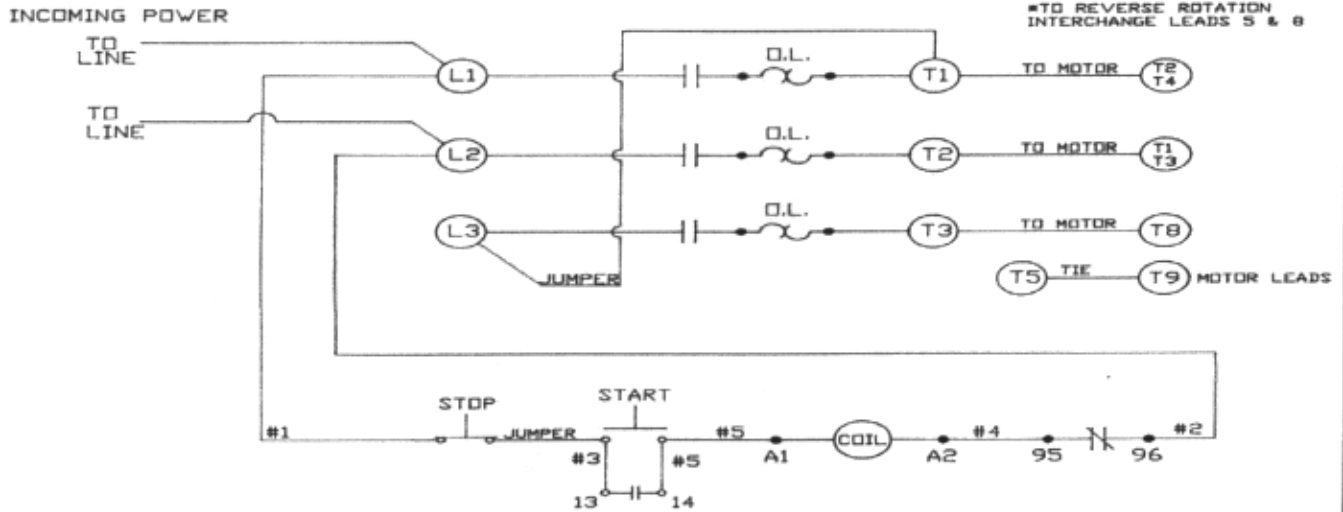 INCOMING POWER
*TO REVERSE ROTATION
INTERCHANGE LEADS 5 & 8
TO
LINE
L1
O.L.
T1
TO MOTOR
T2
T4
TO
LINE
L2
O.L.
T2
TO MOTOR
T1
T3
L3
O.L.
T3
TO MOTOR
T8
JUMPER
T5
TIE
T9
MOTOR LEADS
STOP
START
#1
JUMPER
#5
COIL
#4
#2
#3
#5
A1
A2
95
96
13
14